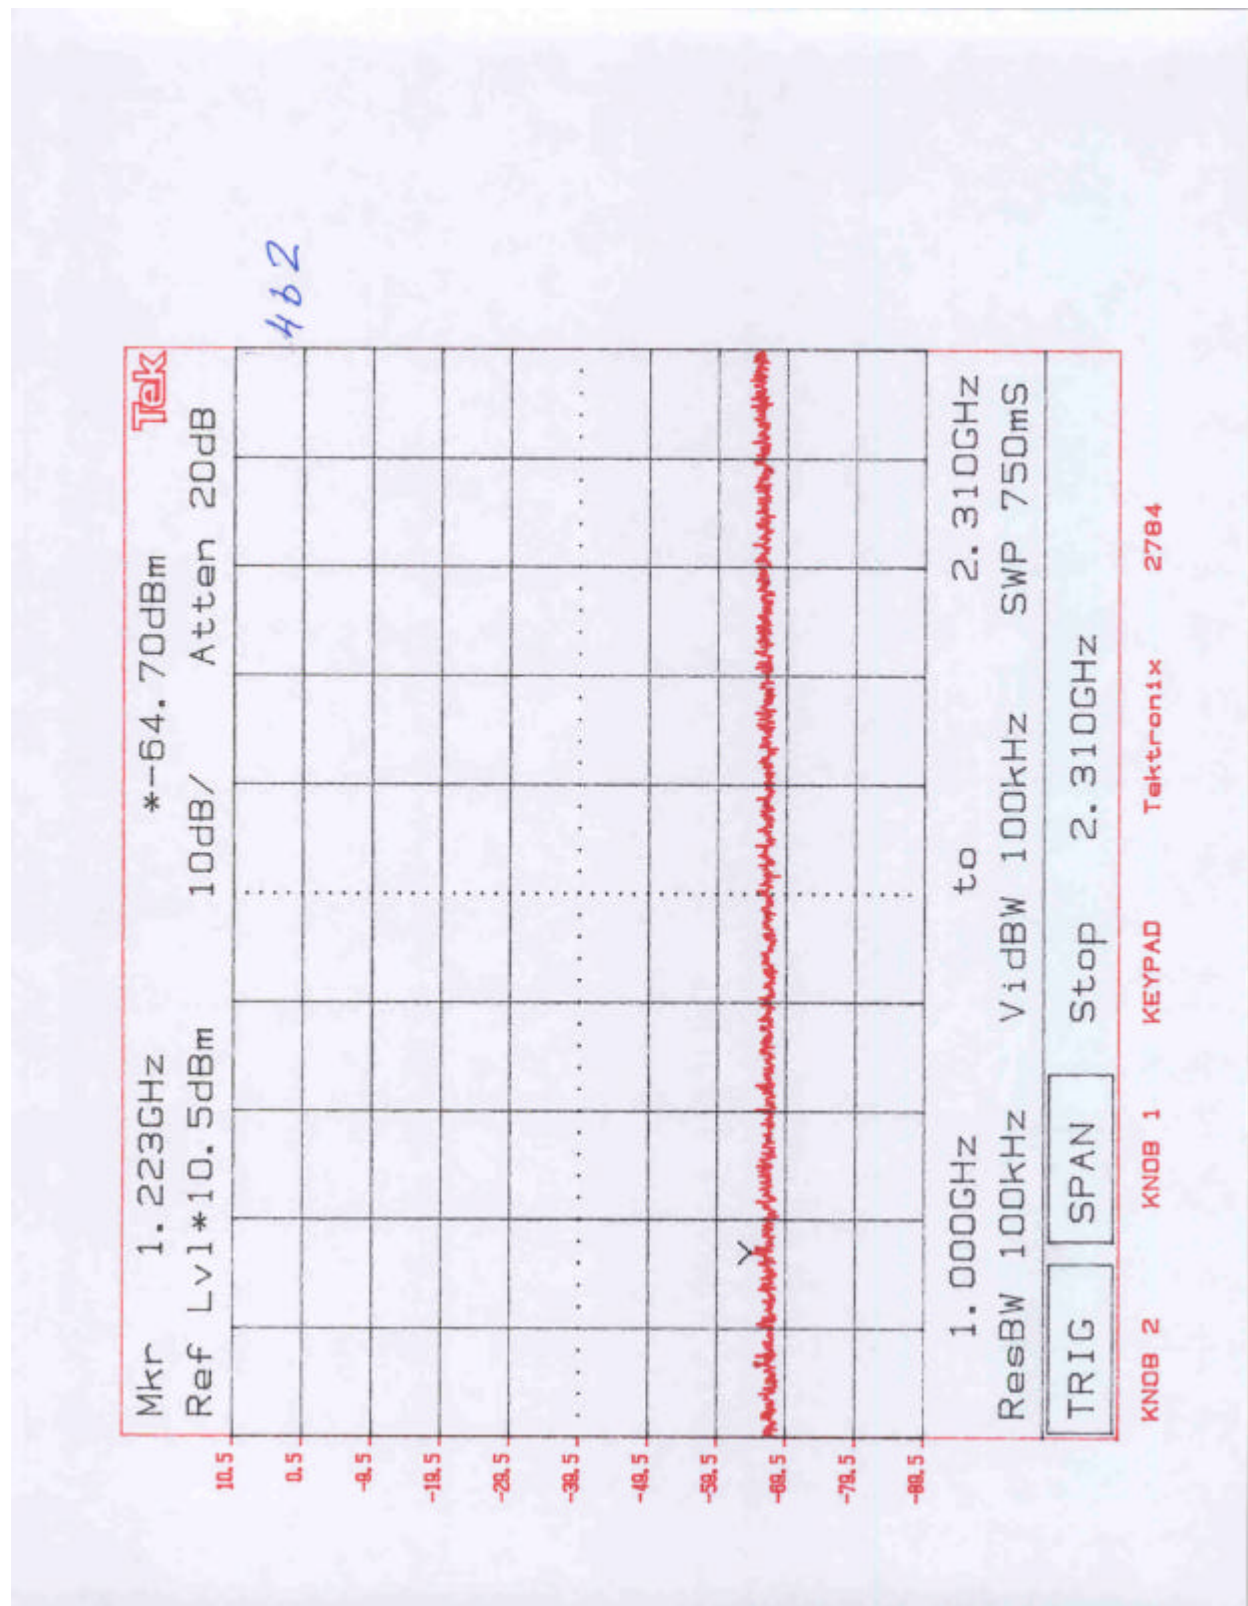 Tek
Mkr 1.223GHz *-64.70dBm
Ref Lvl*10.5dBm 10dB/ Atten 20dB
4b2
10.5
0.5
-9.5
-19.5
-29.5
-39.5
-49.5
-59.5
-69.5
-79.5
-89.5
1.000GHz to 2.310GHz
ResBW 100kHz VidBW 100kHz SWP 750mS
TRIG SPAN Stop 2.310GHz
KNOB 2 KNOB 1 KEYPAD Tektronix 2784